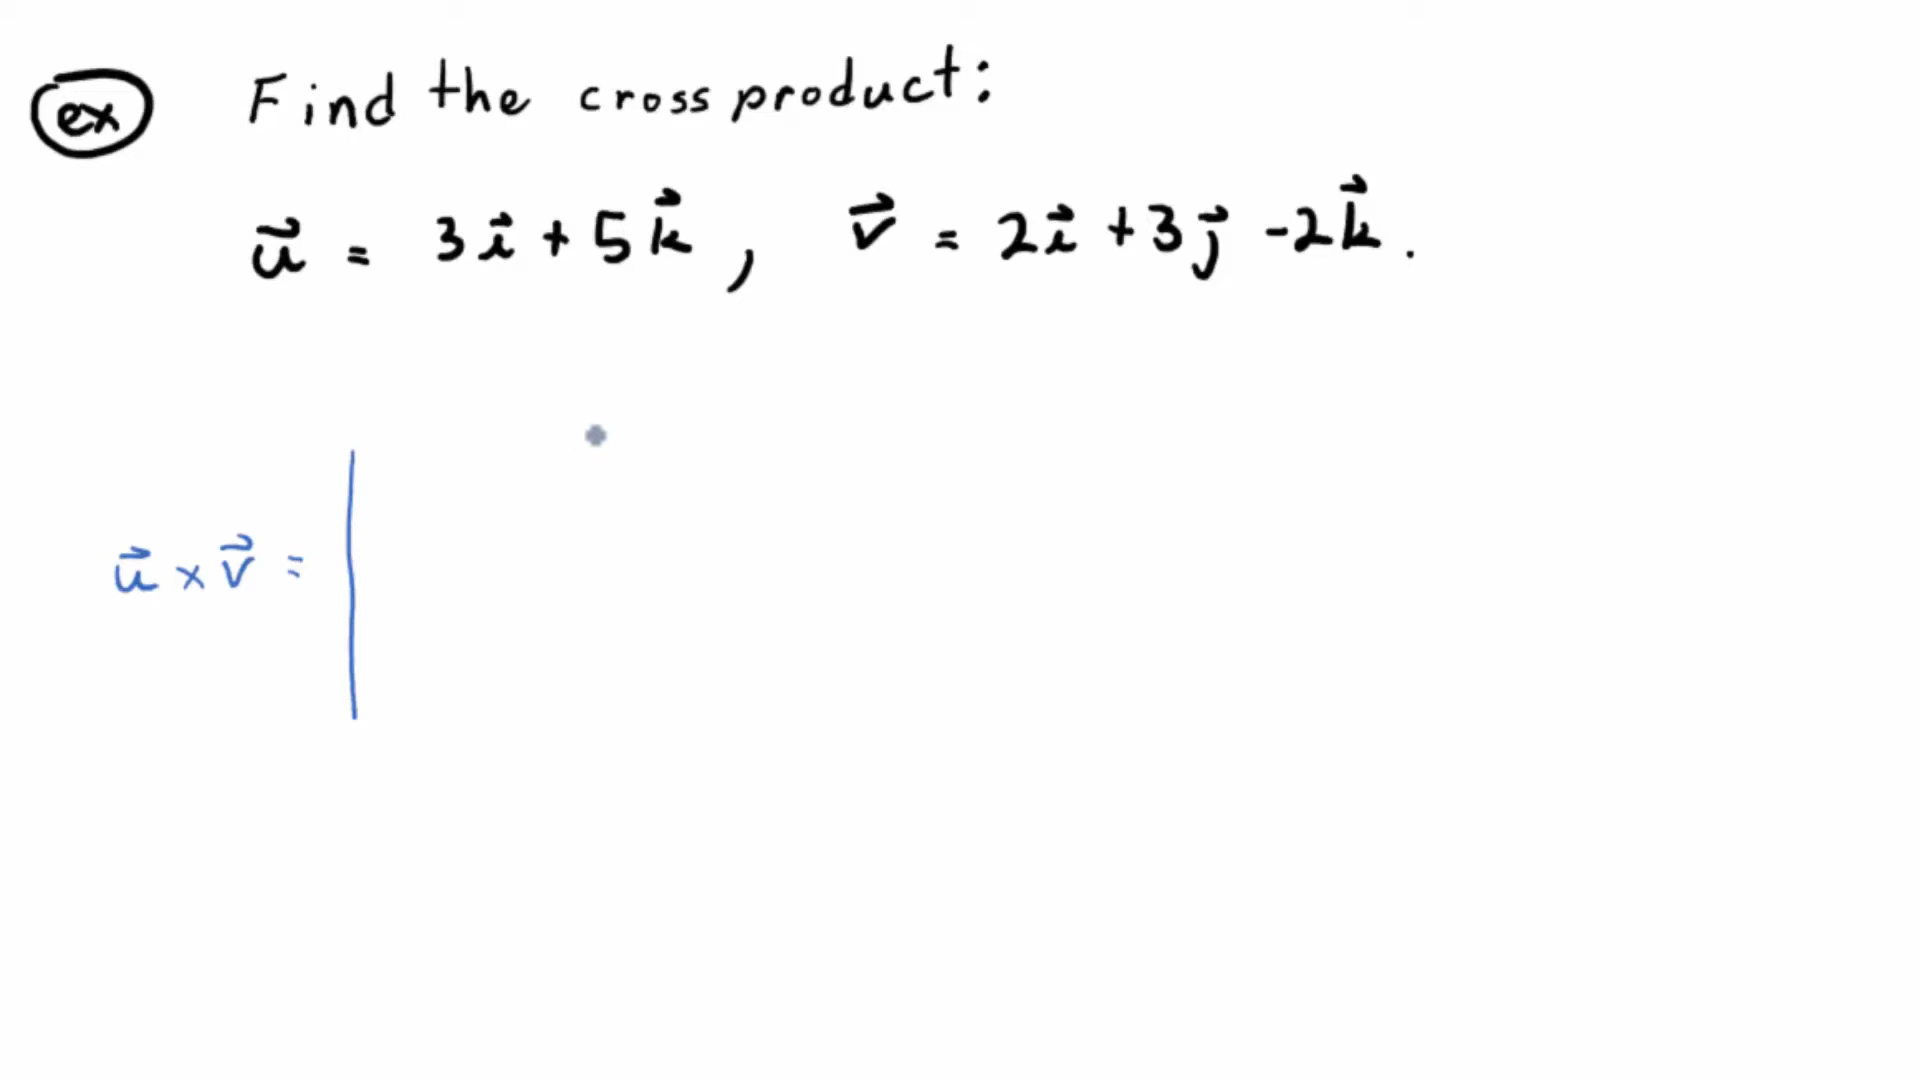 ex Find the cross product:
u⃗ = 3i⃗ + 5k⃗ , v⃗ = 2i⃗ + 3j⃗ - 2k⃗ .
u⃗ × v⃗ = |